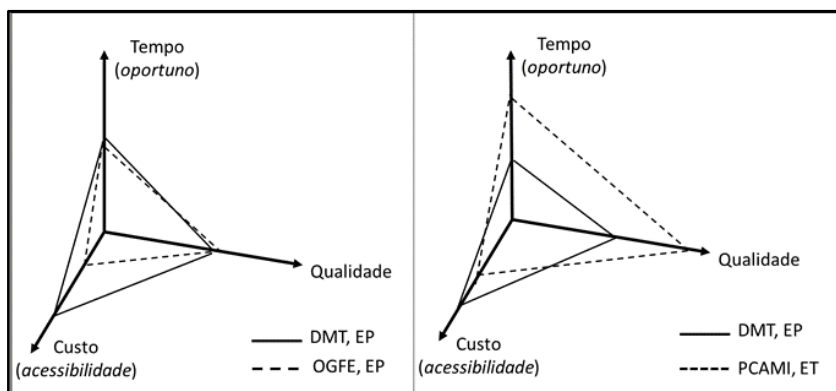 Tempo
(oportuno)
Qualidade
Custo
(acessibilidade)
DMT, EP
OGFE, EP
Tempo
(oportuno)
Qualidade
Custo
(acessibilidade)
DMT, EP
PCAMI, ET